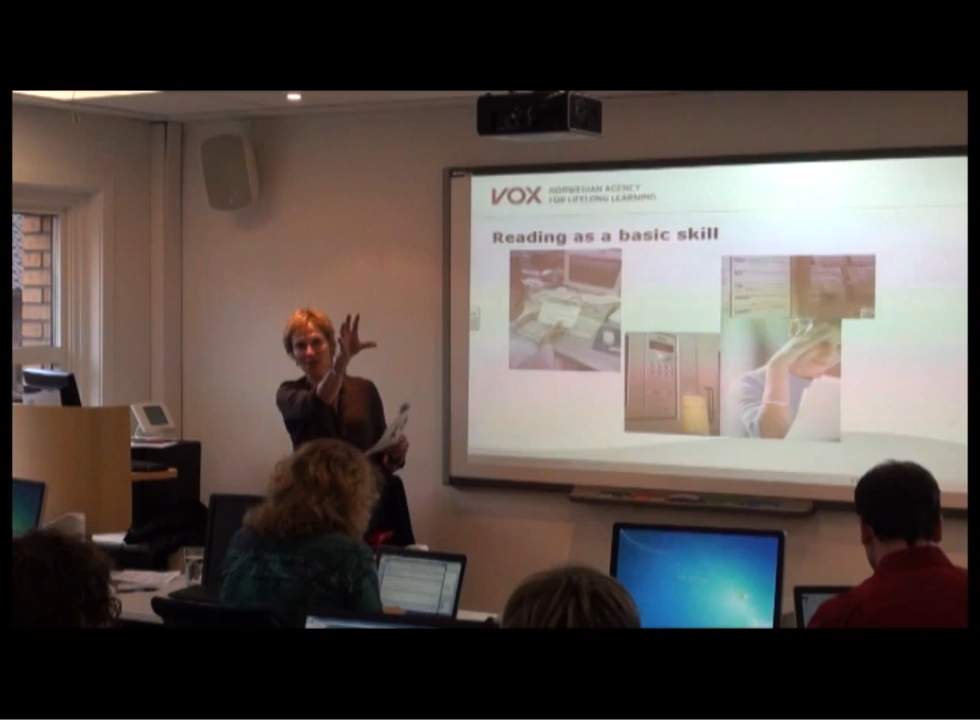 VOX
NORWEGIAN AGENCY
FOR LIFELONG LEARNING
Reading as a basic skill